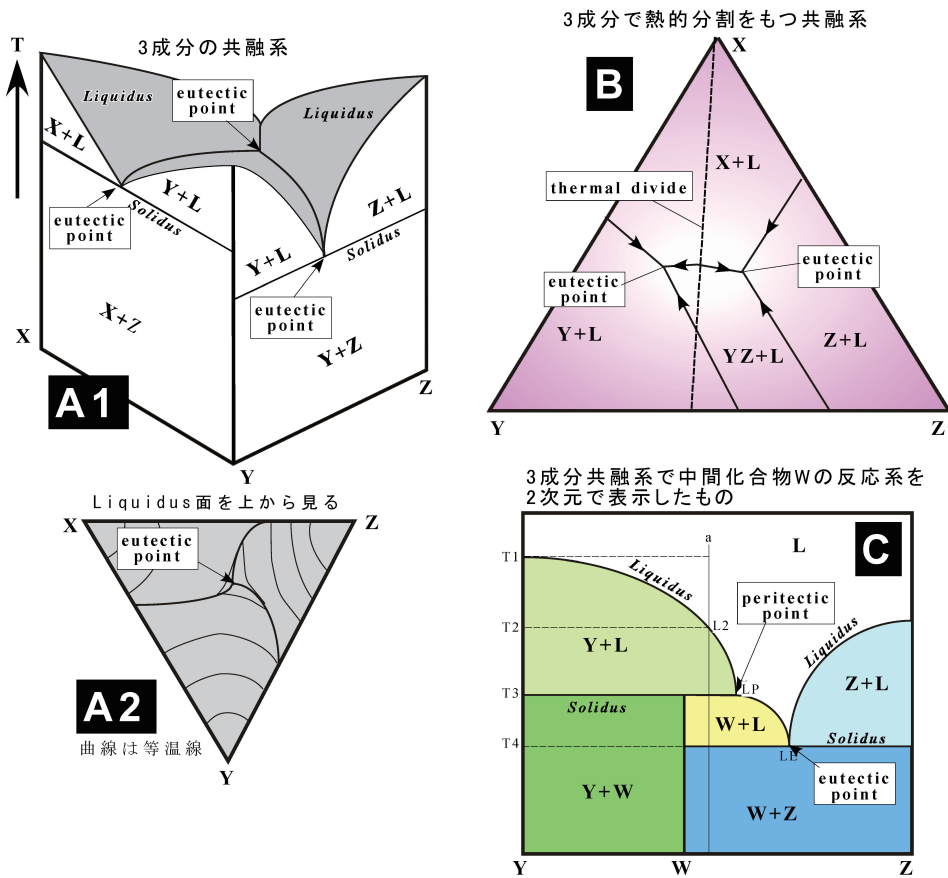 3成分の共融系
T
Liquidus
eutectic
point
Liquidus
X+L
Y+L
Solidus
eutectic
point
Z+L
Solidus
Y+L
eutectic
point
X+Z
Y+Z
X
Z
A1
Y
3成分で熱的分割をもつ共融系
X
B
X+L
thermal divide
eutectic
point
eutectic
point
Y+L
YZ+L
Z+L
Y
Z
Liquidus面を上から見る
X
Z
eutectic
point
A2
曲線は等温線
Y
3成分共融系で中間化合物Wの反応系を
2次元で表示したもの
a
L
C
T1
Liquidus
peritectic
point
T2
L2
Y+L
Liquidus
Z+L
T3
LP
Solidus
W+L
Solidus
T4
LE
eutectic
point
Y+W
W+Z
Y
W
Z